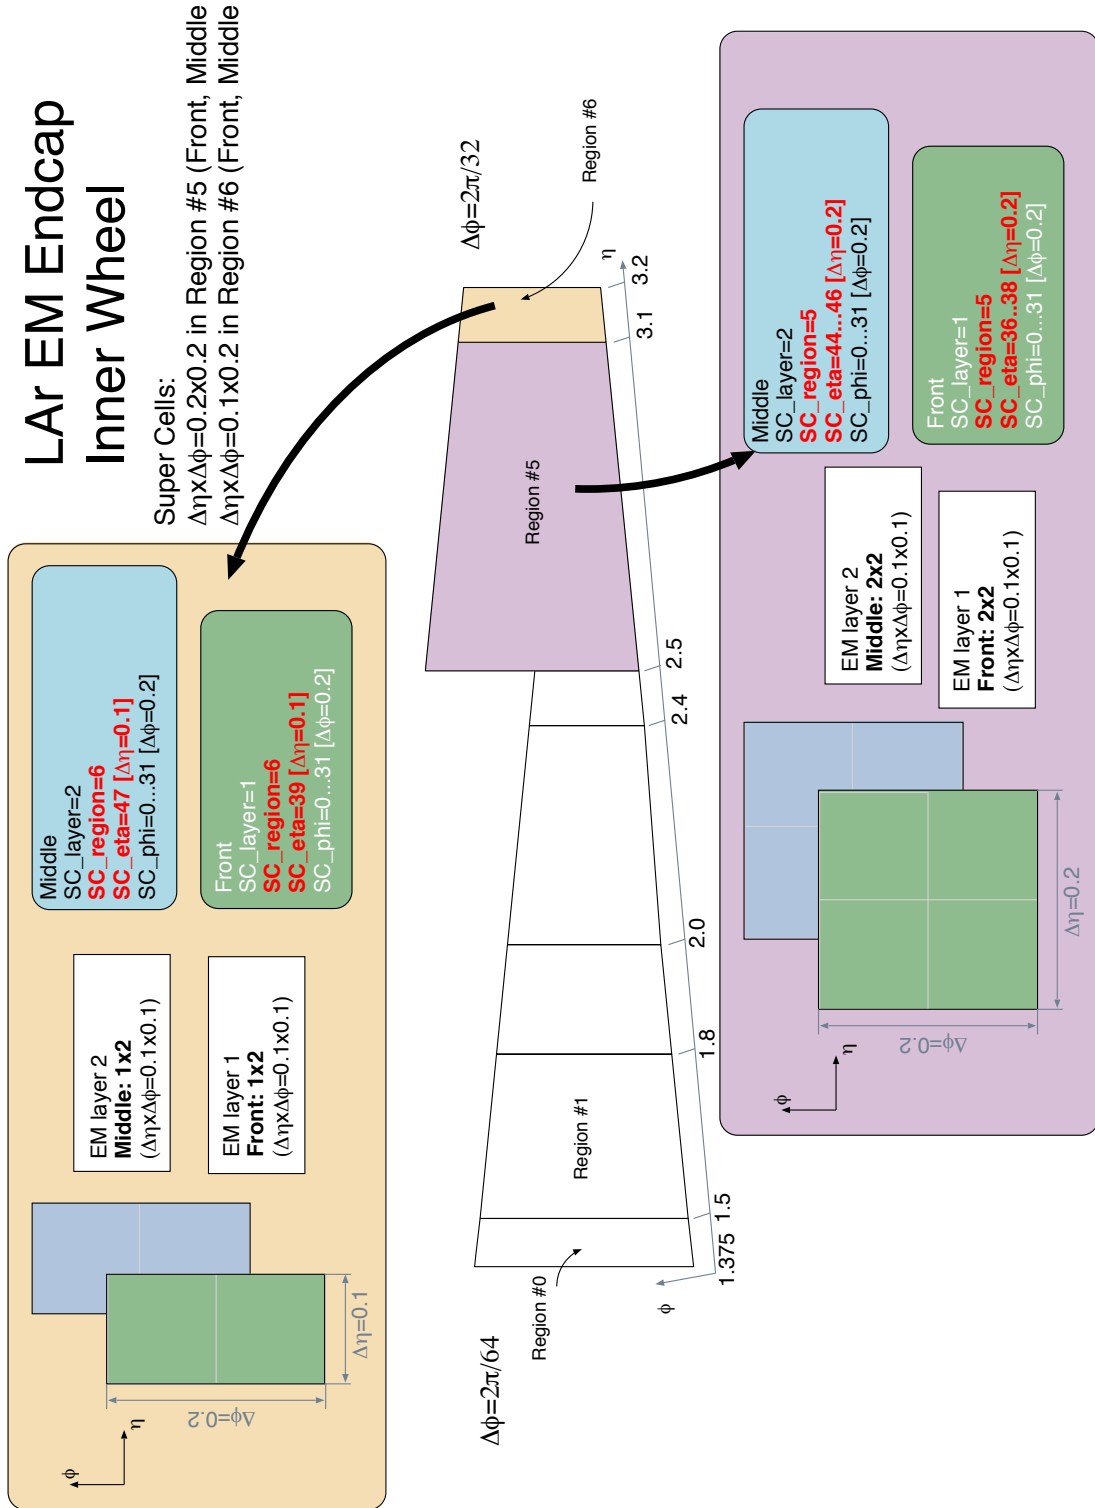 LAr EM Endcap
Inner Wheel
Super Cells:
ΔηxΔϕ=0.2x0.2 in Region #5 (Front, Middle
ΔηxΔϕ=0.1x0.2 in Region #6 (Front, Middle
Middle
SC_layer=2
SC_region=6
SC_eta=47 [Δη=0.1]
SC_phi=0...31 [Δϕ=0.2]
Front
SC_layer=1
SC_region=6
SC_eta=39 [Δη=0.1]
SC_phi=0...31 [Δϕ=0.2]
EM layer 2
Middle: 1x2
(ΔηxΔϕ=0.1x0.1)
EM layer 1
Front: 1x2
(ΔηxΔϕ=0.1x0.1)
Δη=0.1
Δϕ=0.2
ϕ
η
Δϕ=2π/64
Δϕ=2π/32
Region #0
Region #1
Region #5
Region #6
ϕ
η
1.375
1.5
1.8
2.0
2.4
2.5
3.1
3.2
Middle
SC_layer=2
SC_region=5
SC_eta=44...46 [Δη=0.2]
SC_phi=0...31 [Δϕ=0.2]
Front
SC_layer=1
SC_region=5
SC_eta=36..38 [Δη=0.2]
SC_phi=0...31 [Δϕ=0.2]
EM layer 2
Middle: 2x2
(ΔηxΔϕ=0.1x0.1)
EM layer 1
Front: 2x2
(ΔηxΔϕ=0.1x0.1)
Δη=0.2
Δϕ=0.2
ϕ
η